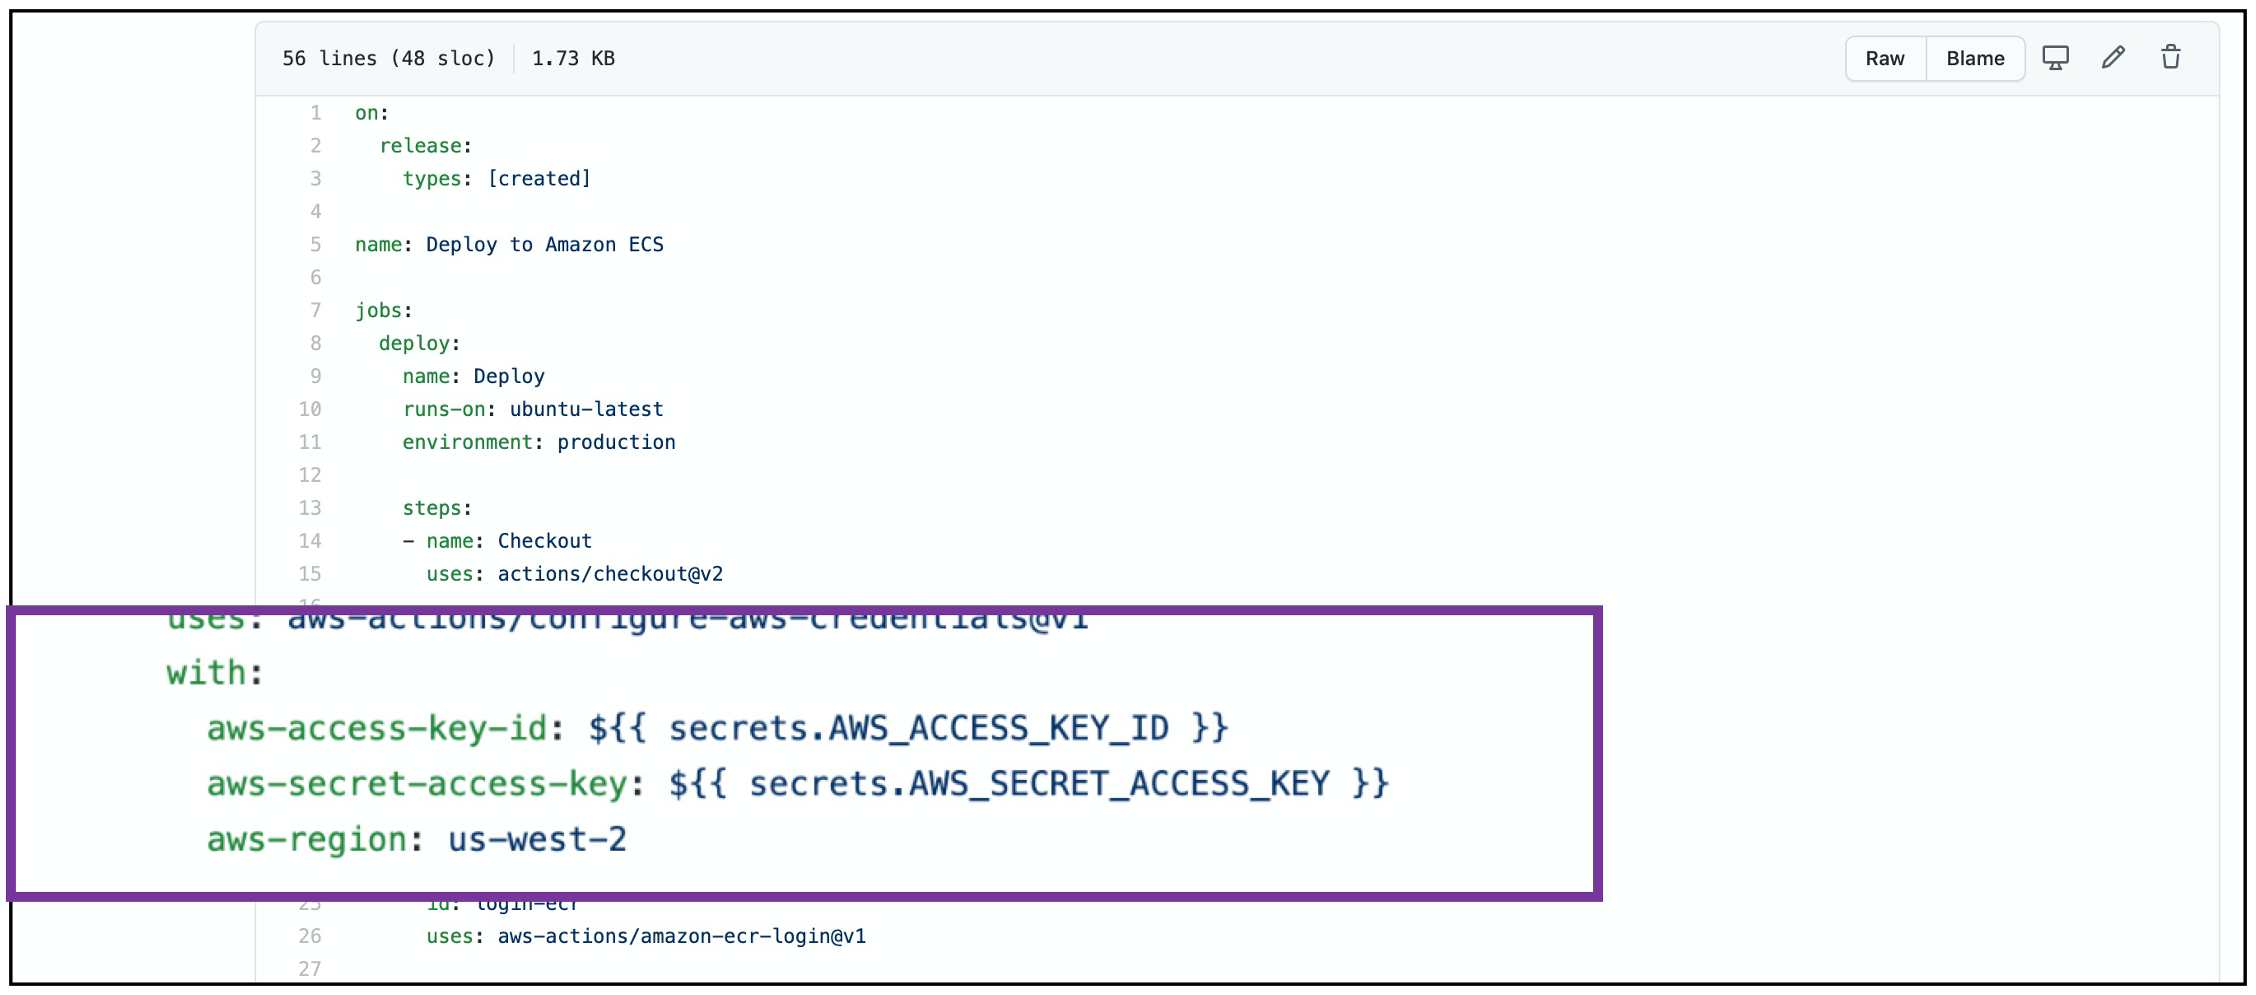 56 lines (48 sloc) 1.73 KB Raw Blame
1 on:
2 release:
3 types: [created]
4
5 name: Deploy to Amazon ECS
6
7 jobs:
8 deploy:
9 name: Deploy
10 runs-on: ubuntu-latest
11 environment: production
12
13 steps:
14 - name: Checkout
15 uses: actions/checkout@v2
16
uses: aws-actions/configure-aws-credentials@v1
with:
aws-access-key-id: ${{ secrets.AWS_ACCESS_KEY_ID }}
aws-secret-access-key: ${{ secrets.AWS_SECRET_ACCESS_KEY }}
aws-region: us-west-2
25 id: login-ecr
26 uses: aws-actions/amazon-ecr-login@v1
27